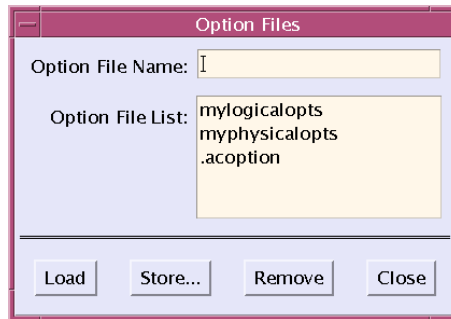 Option Files
Option File Name:
Option File List:
mylogicalopts
myphysicalopts
.acoption
Load Store... Remove Close